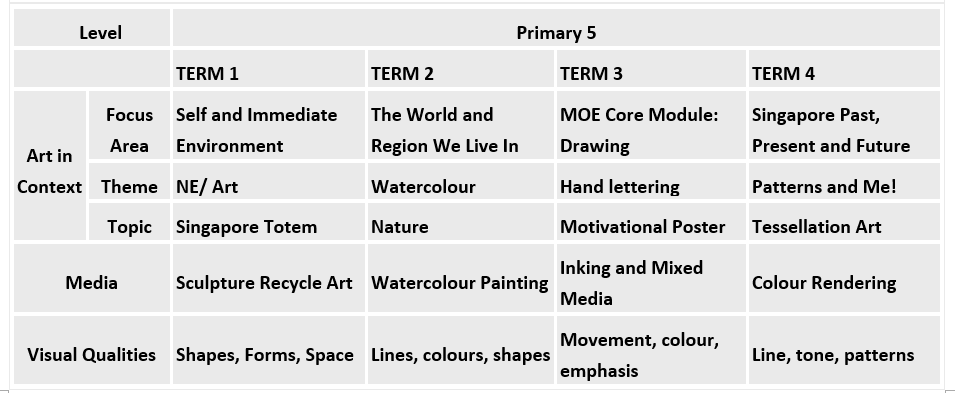 Level Primary 5
TERM 1 TERM 2 TERM 3 TERM 4
Art in Context
Focus Area
Self and Immediate Environment
The World and Region We Live In
MOE Core Module: Drawing
Singapore Past, Present and Future
Theme NE/ Art Watercolour Hand lettering Patterns and Me!
Topic Singapore Totem Nature Motivational Poster Tessellation Art
Media Sculpture Recycle Art Watercolour Painting Inking and Mixed Media Colour Rendering
Visual Qualities Shapes, Forms, Space Lines, colours, shapes Movement, colour, emphasis Line, tone, patterns